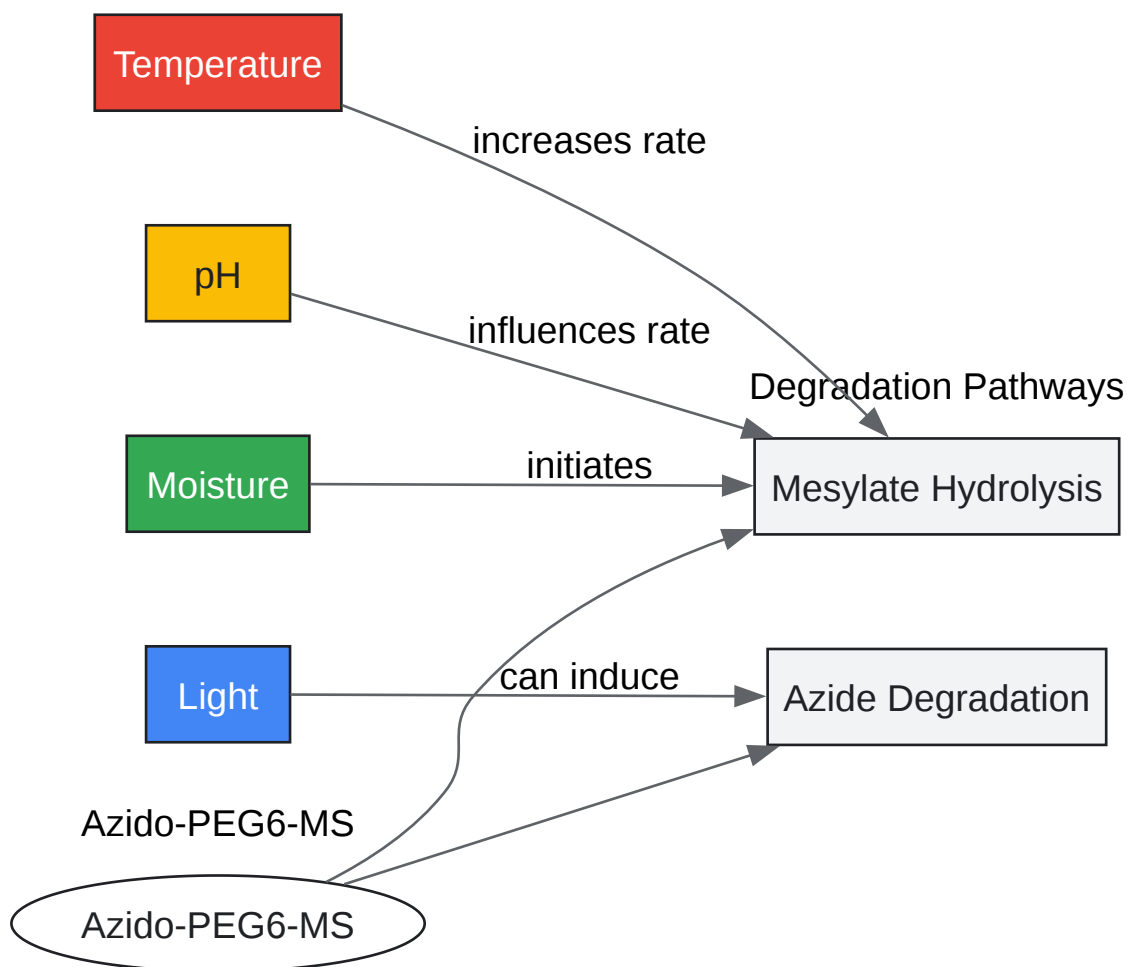 Temperature
increases rate
pH
influences rate
Degradation Pathways
Moisture
initiates
Mesylate Hydrolysis
Light
can induce
Azide Degradation
Azido-PEG6-MS
Azido-PEG6-MS